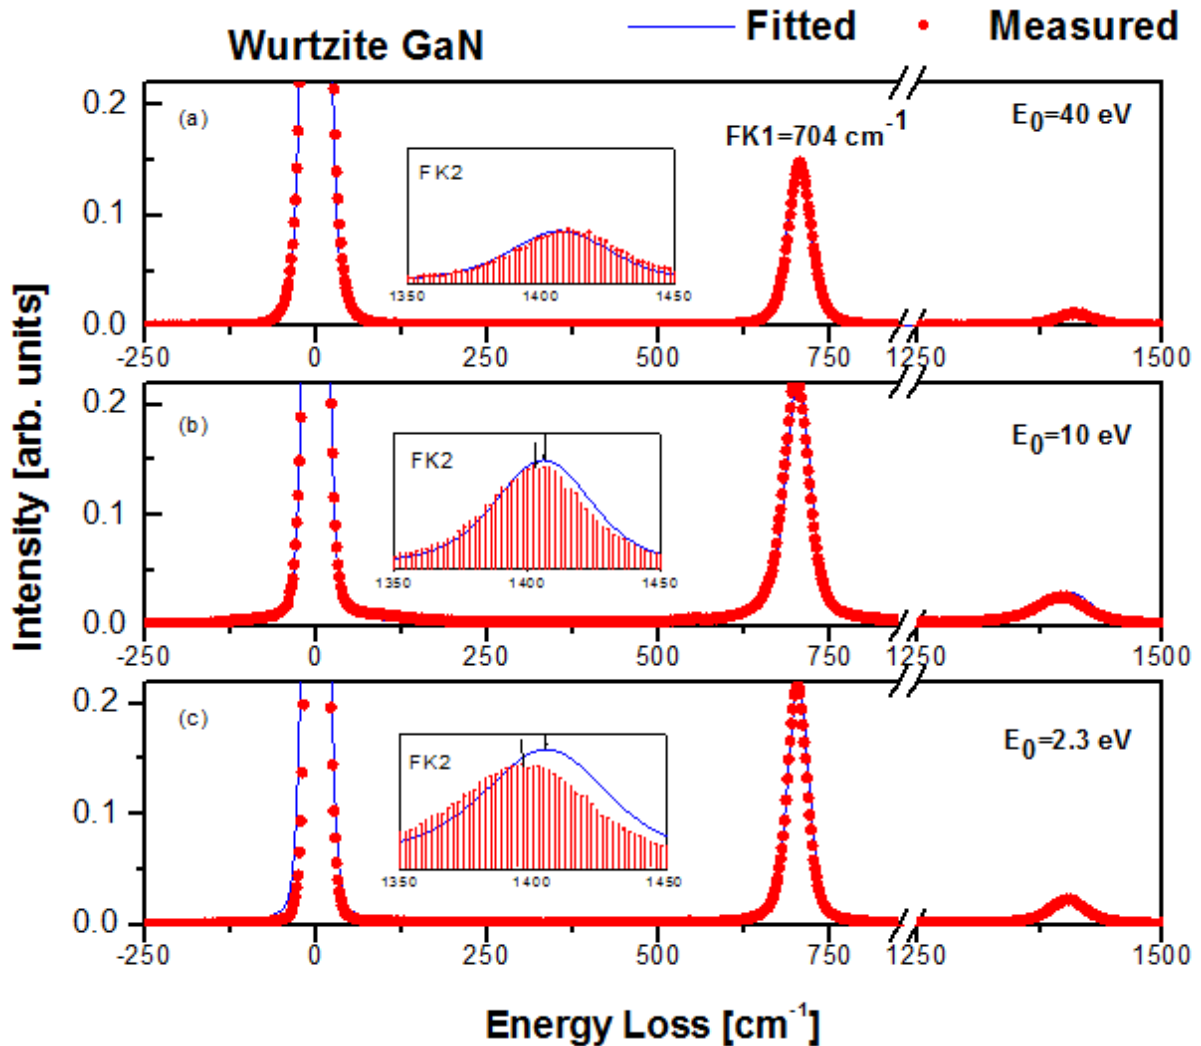 Wurtzite GaN
Fitted
Measured
Intensity [arb. units]
(a)
E₀=40 eV
FK1=704 cm⁻¹
FK2
1350 1400 1450
0.2
0.1
0.0
-250 0 250 500 750 1250 1500
(b)
E₀=10 eV
FK2
1350 1400 1450
0.2
0.1
0.0
-250 0 250 500 750 1250 1500
(c)
E₀=2.3 eV
FK2
1350 1400 1450
0.2
0.1
0.0
-250 0 250 500 750 1250 1500
Energy Loss [cm⁻¹]